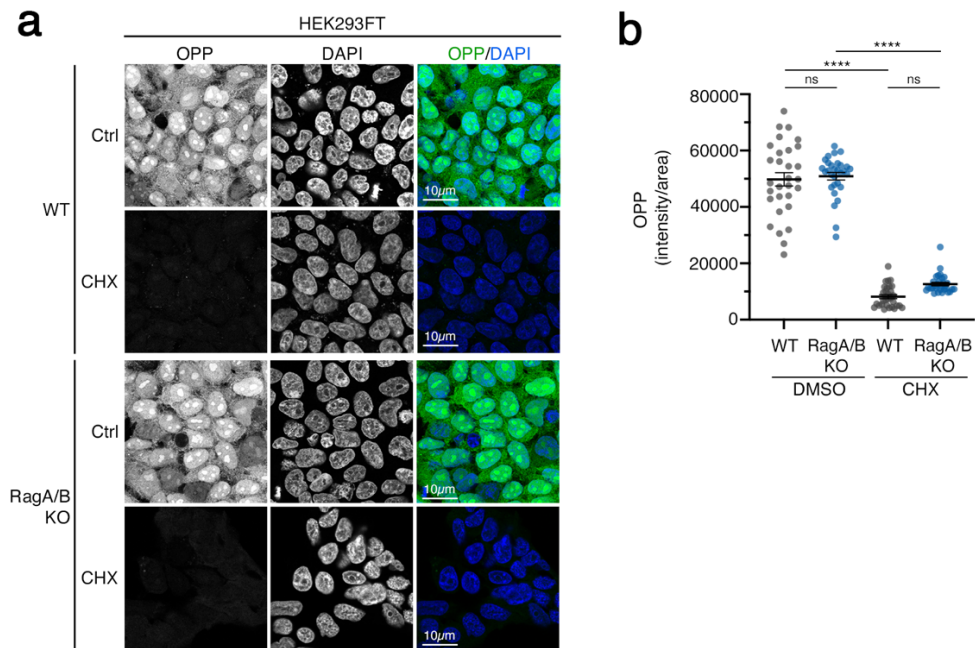 a
HEK293FT
OPP
DAPI
OPP/DAPI
WT
Ctrl
10µm
CHX
10µm
RagA/B
KO
Ctrl
10µm
CHX
10µm
b
****
****
ns
ns
OPP
(intensity/area)
80000
60000
40000
20000
0
WT
RagA/B
KO
WT
RagA/B
KO
DMSO
CHX